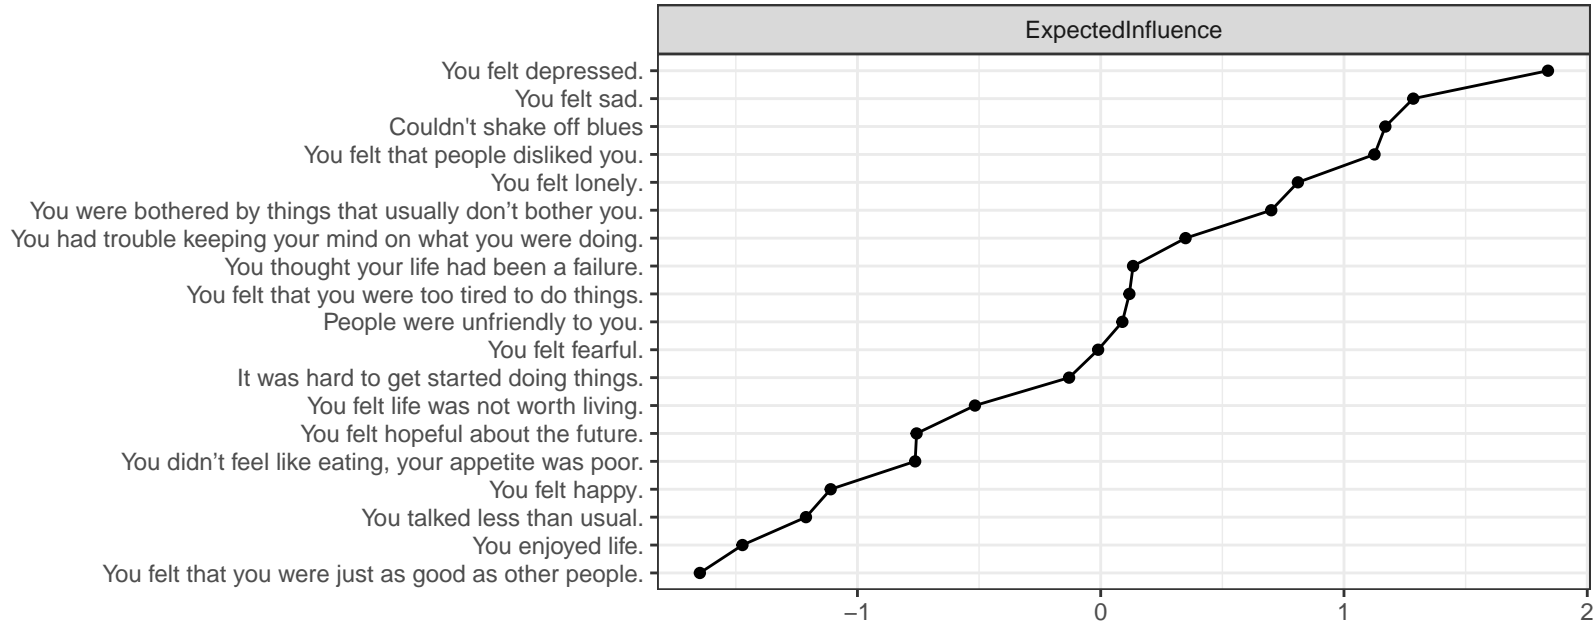 ExpectedInfluence
You felt depressed.
You felt sad.
Couldn't shake off blues
You felt that people disliked you.
You felt lonely.
You were bothered by things that usually don’t bother you.
You had trouble keeping your mind on what you were doing.
You thought your life had been a failure.
You felt that you were too tired to do things.
People were unfriendly to you.
You felt fearful.
It was hard to get started doing things.
You felt life was not worth living.
You felt hopeful about the future.
You didn’t feel like eating, your appetite was poor.
You felt happy.
You talked less than usual.
You enjoyed life.
You felt that you were just as good as other people.
−1 0 1 2